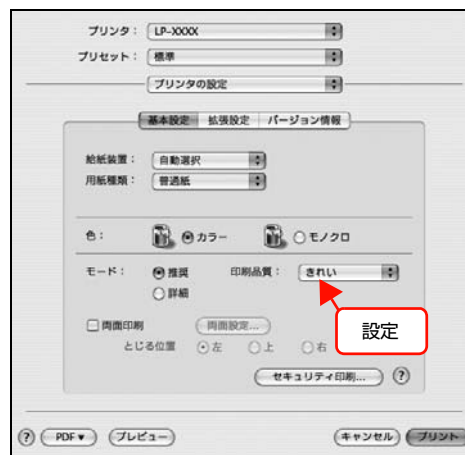 プリンタ： LP-XXXX
プリセット： 標準
プリンタの設定
基本設定 拡張設定 バージョン情報
給紙装置： 自動選択
用紙種類： 普通紙
色： カラー モノクロ
モード： 推奨 印刷品質： きれい
詳細
設定
両面印刷 両面設定...
とじる位置 左 上 右
セキュリティ印刷... ?
? PDF▼ プレビュー キャンセル プリント